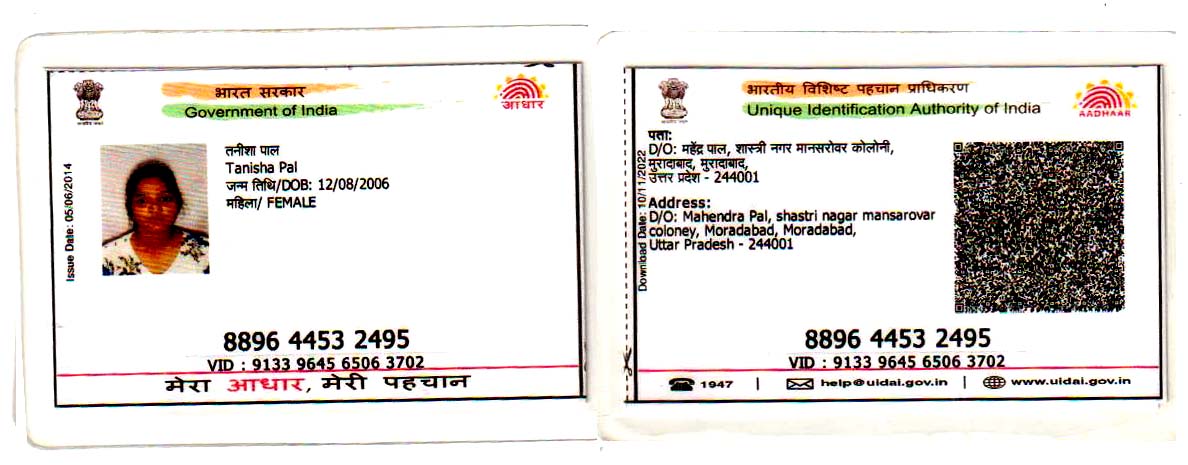 भारत सरकार
Government of India
आधार
Issue Date: 05/06/2014
तनीशा पाल
Tanisha Pal
जन्म तिथि/DOB: 12/08/2006
महिला/ FEMALE
8896 4453 2495
VID : 9133 9645 6506 3702
मेरा आधार, मेरी पहचान
भारतीय विशिष्ट पहचान प्राधिकरण
Unique Identification Authority of India
AADHAAR
Download Date: 10/11/2022
पता:
D/O: महेंद्र पाल, शास्त्री नगर मानसरोवर कोलोनी,
मुरादाबाद, मुरादाबाद,
उत्तर प्रदेश - 244001
Address:
D/O: Mahendra Pal, shastri nagar mansarovar
coloney, Moradabad, Moradabad,
Uttar Pradesh - 244001
8896 4453 2495
VID : 9133 9645 6506 3702
1947 | help@uidai.gov.in | www.uidai.gov.in